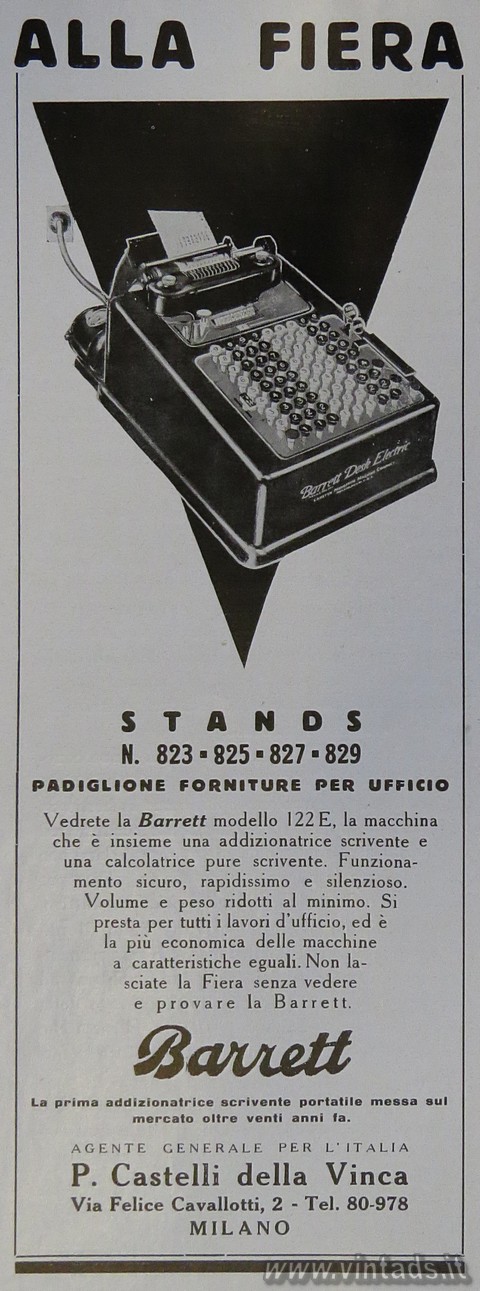 ALLA FIERA
Barrett Desk Electric
STANDS
N. 823-825-827-829
PADIGLIONE FORNITURE PER UFFICIO
Vedrete la Barrett modello 122 E, la macchina
che è insieme una addizionatrice scrivente e
una calcolatrice pure scrivente. Funziona-
mento sicuro, rapidissimo e silenzioso.
Volume e peso ridotti al minimo. Si
presta per tutti i lavori d'ufficio, ed è
la più economica delle macchine
a caratteristiche eguali. Non la-
sciate la Fiera senza vedere
e provare la Barrett.
Barrett
La prima addizionatrice scrivente portatile messa sul
mercato oltre venti anni fa.
AGENTE GENERALE PER L'ITALIA
P. Castelli della Vinca
Via Felice Cavallotti, 2 - Tel. 80-978
MILANO
www.vintads.it